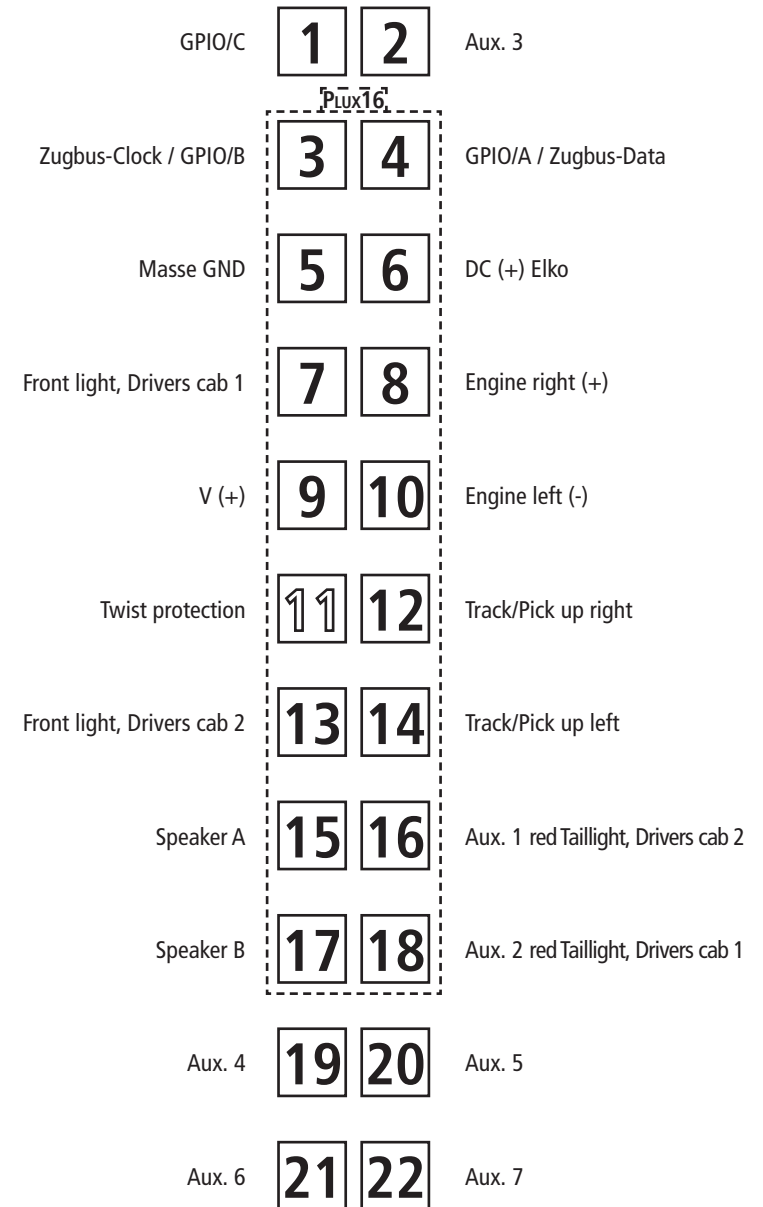 GPIO/C 1 2 Aux. 3
PLUX16
Zugbus-Clock / GPIO/B 3 4 GPIO/A / Zugbus-Data
Masse GND 5 6 DC (+) Elko
Front light, Drivers cab 1 7 8 Engine right (+)
V (+) 9 10 Engine left (-)
Twist protection 11 12 Track/Pick up right
Front light, Drivers cab 2 13 14 Track/Pick up left
Speaker A 15 16 Aux. 1 red Taillight, Drivers cab 2
Speaker B 17 18 Aux. 2 red Taillight, Drivers cab 1
Aux. 4 19 20 Aux. 5
Aux. 6 21 22 Aux. 7